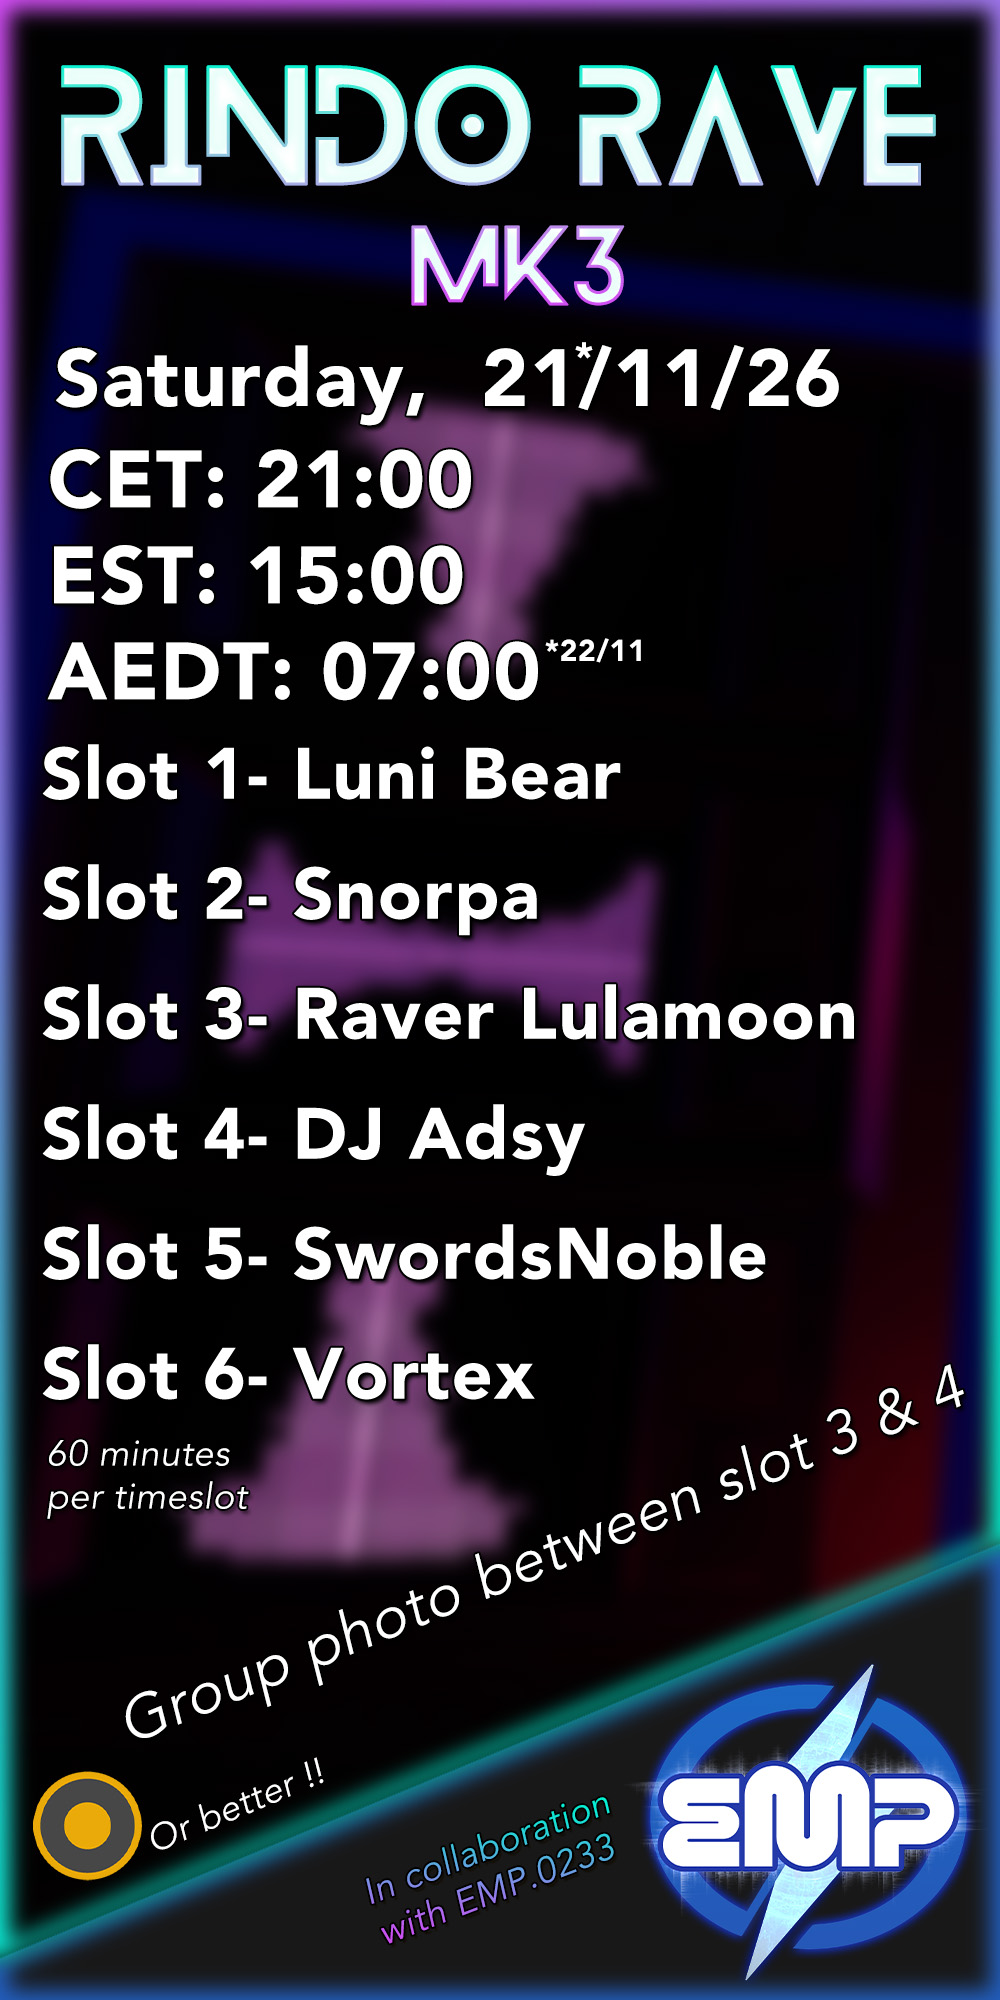 RINDO RAVE
MK3
Saturday, 21*/11/26
CET: 21:00
EST: 15:00
AEDT: 07:00 *22/11
Slot 1- Luni Bear
Slot 2- Snorpa
Slot 3- Raver Lulamoon
Slot 4- DJ Adsy
Slot 5- SwordsNoble
Slot 6- Vortex
60 minutes
per timeslot
Group photo between slot 3 & 4
Or better !!
In collaboration
with EMP.0233
EMP